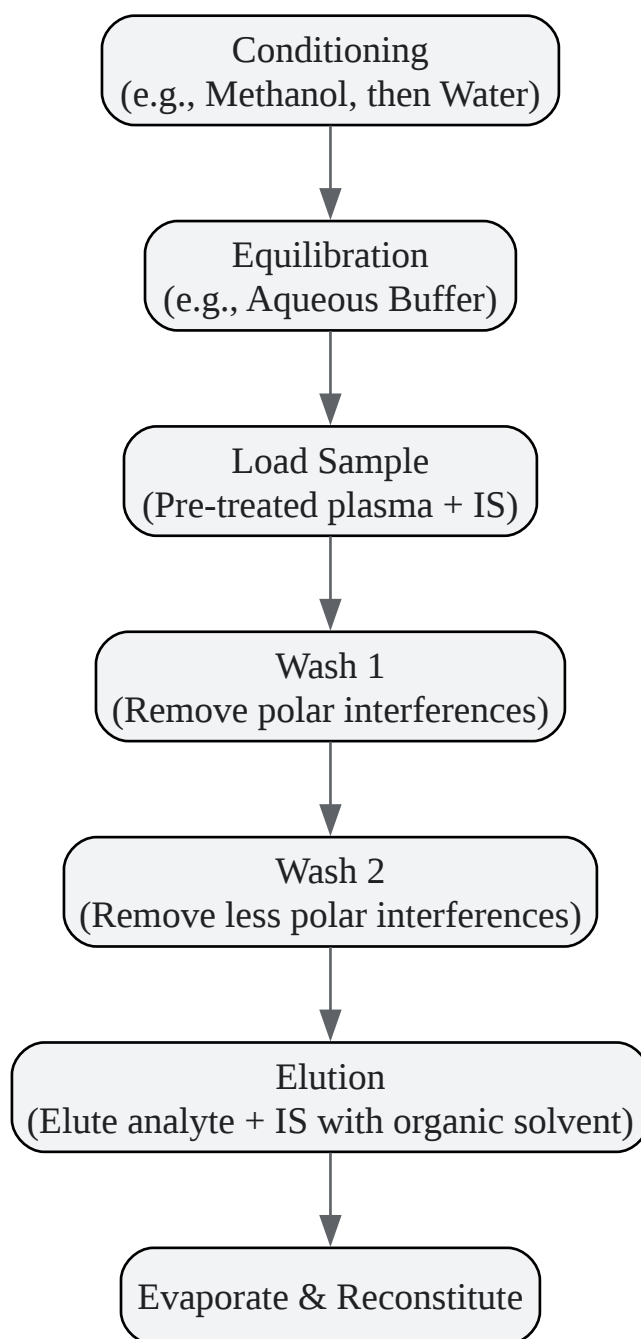 Conditioning
(e.g., Methanol, then Water)
Equilibration
(e.g., Aqueous Buffer)
Load Sample
(Pre-treated plasma + IS)
Wash 1
(Remove polar interferences)
Wash 2
(Remove less polar interferences)
Elution
(Elute analyte + IS with organic solvent)
Evaporate & Reconstitute